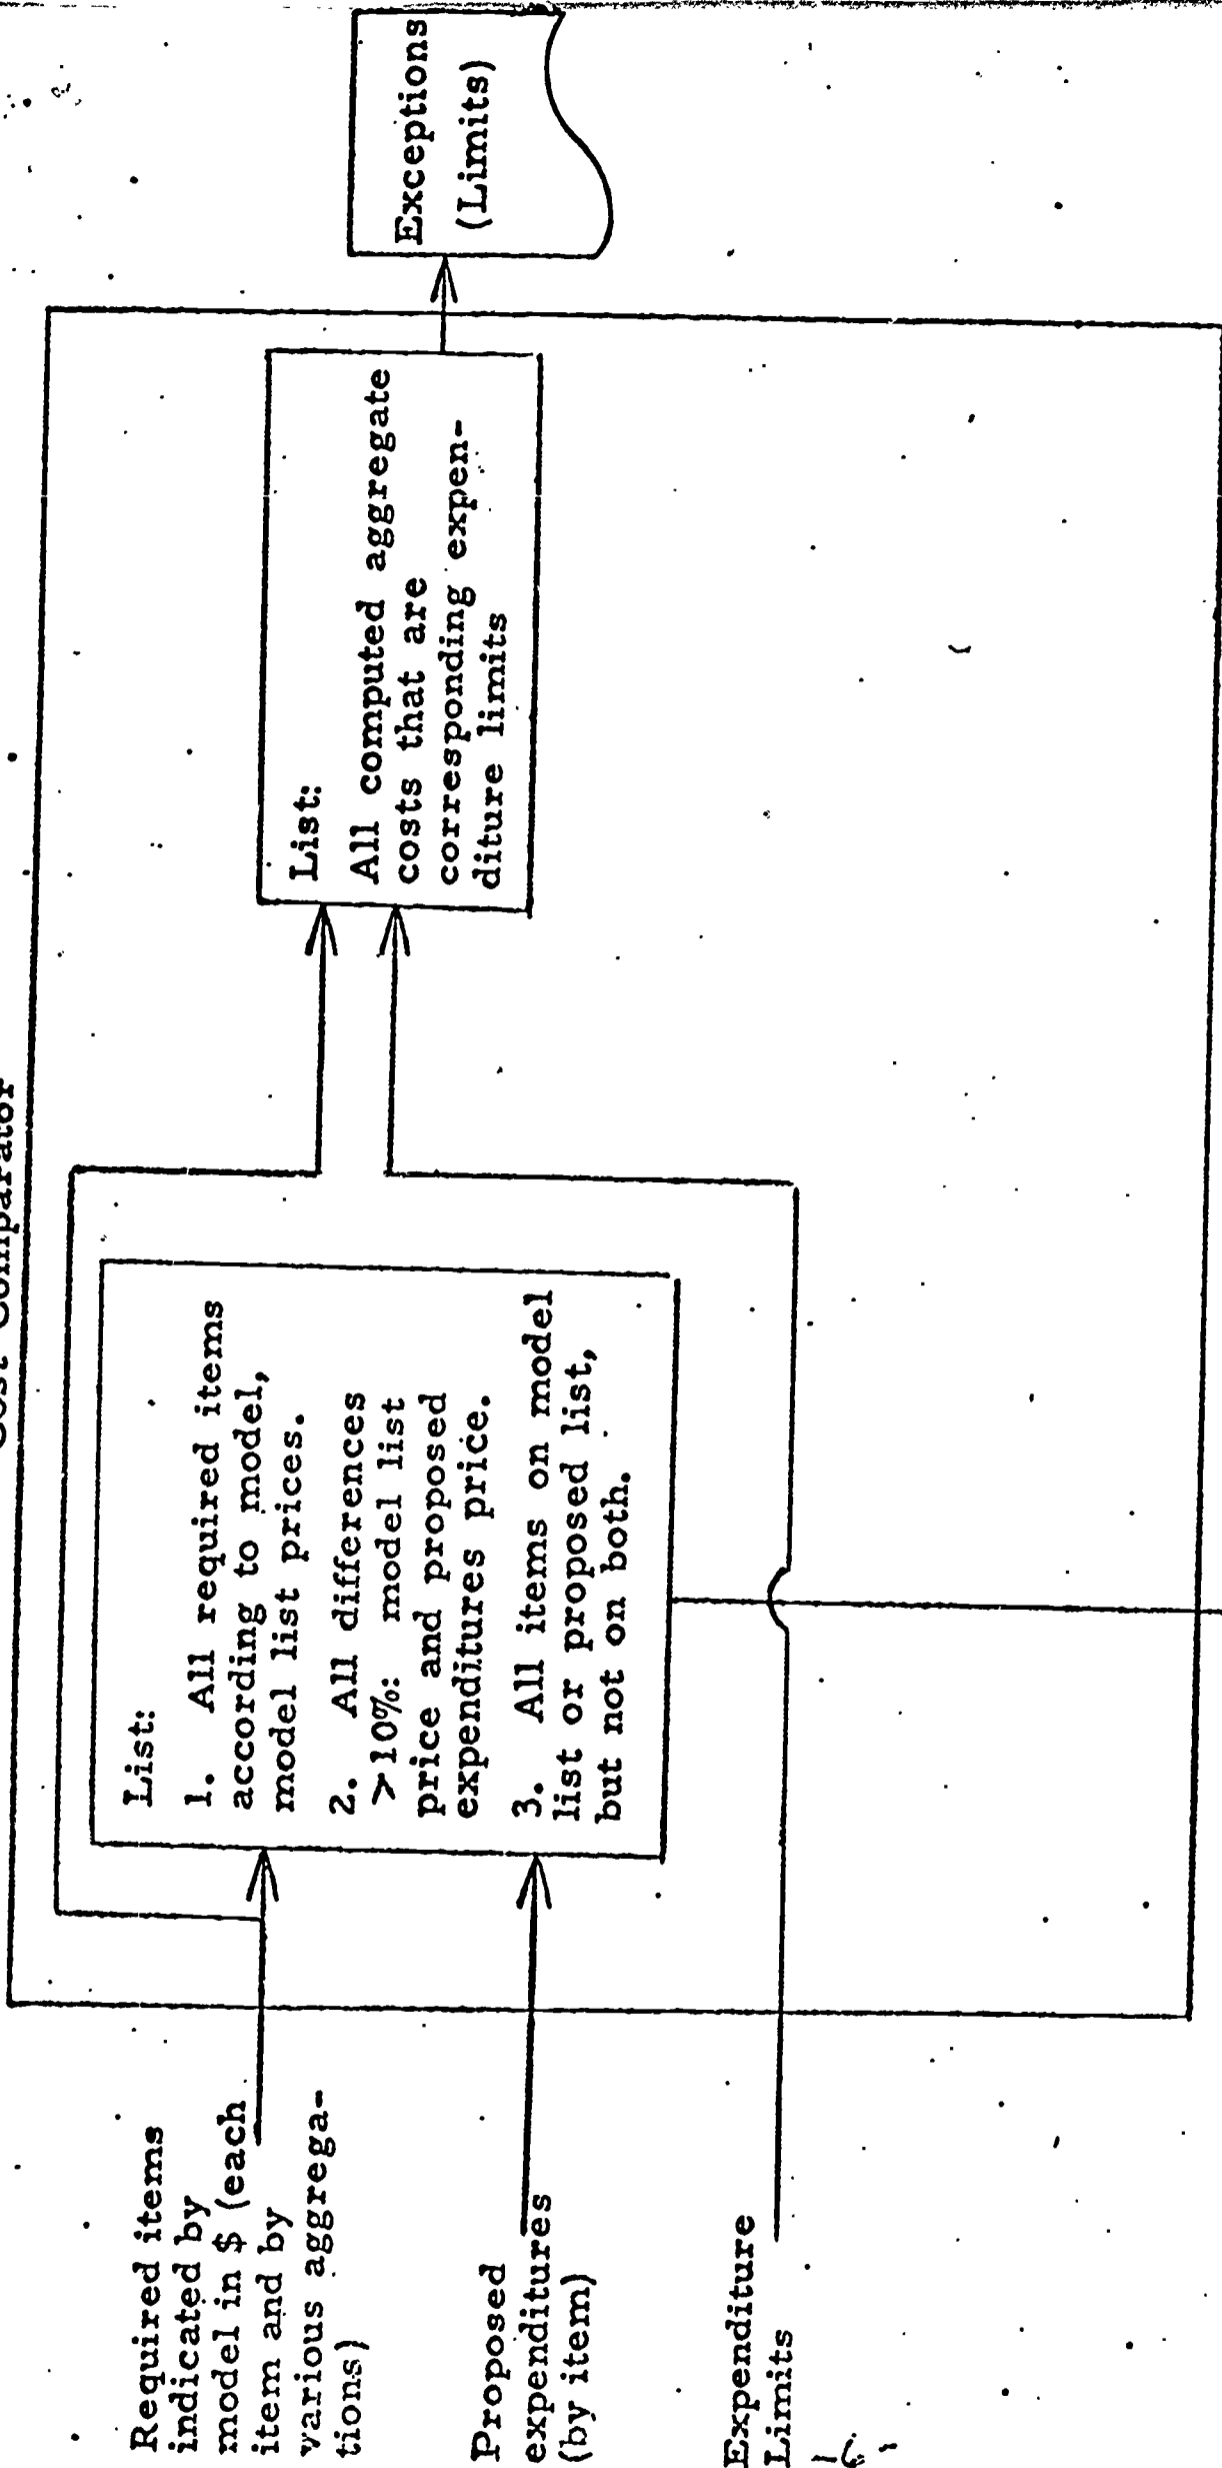 Cost Comparator
Required items
indicated by
model in $ (each
item and by
various aggrega-
tions)
Proposed
expenditures
(by item)
Expenditure
Limits
List:
1. All required items
according to model,
model list prices.
2. All differences
>10%: model list
price and proposed
expenditures price.
3. All items on model
list or proposed list,
but not on both.
List:
All computed aggregate
costs that are
corresponding expen-
diture limits
Exceptions
(Limits)